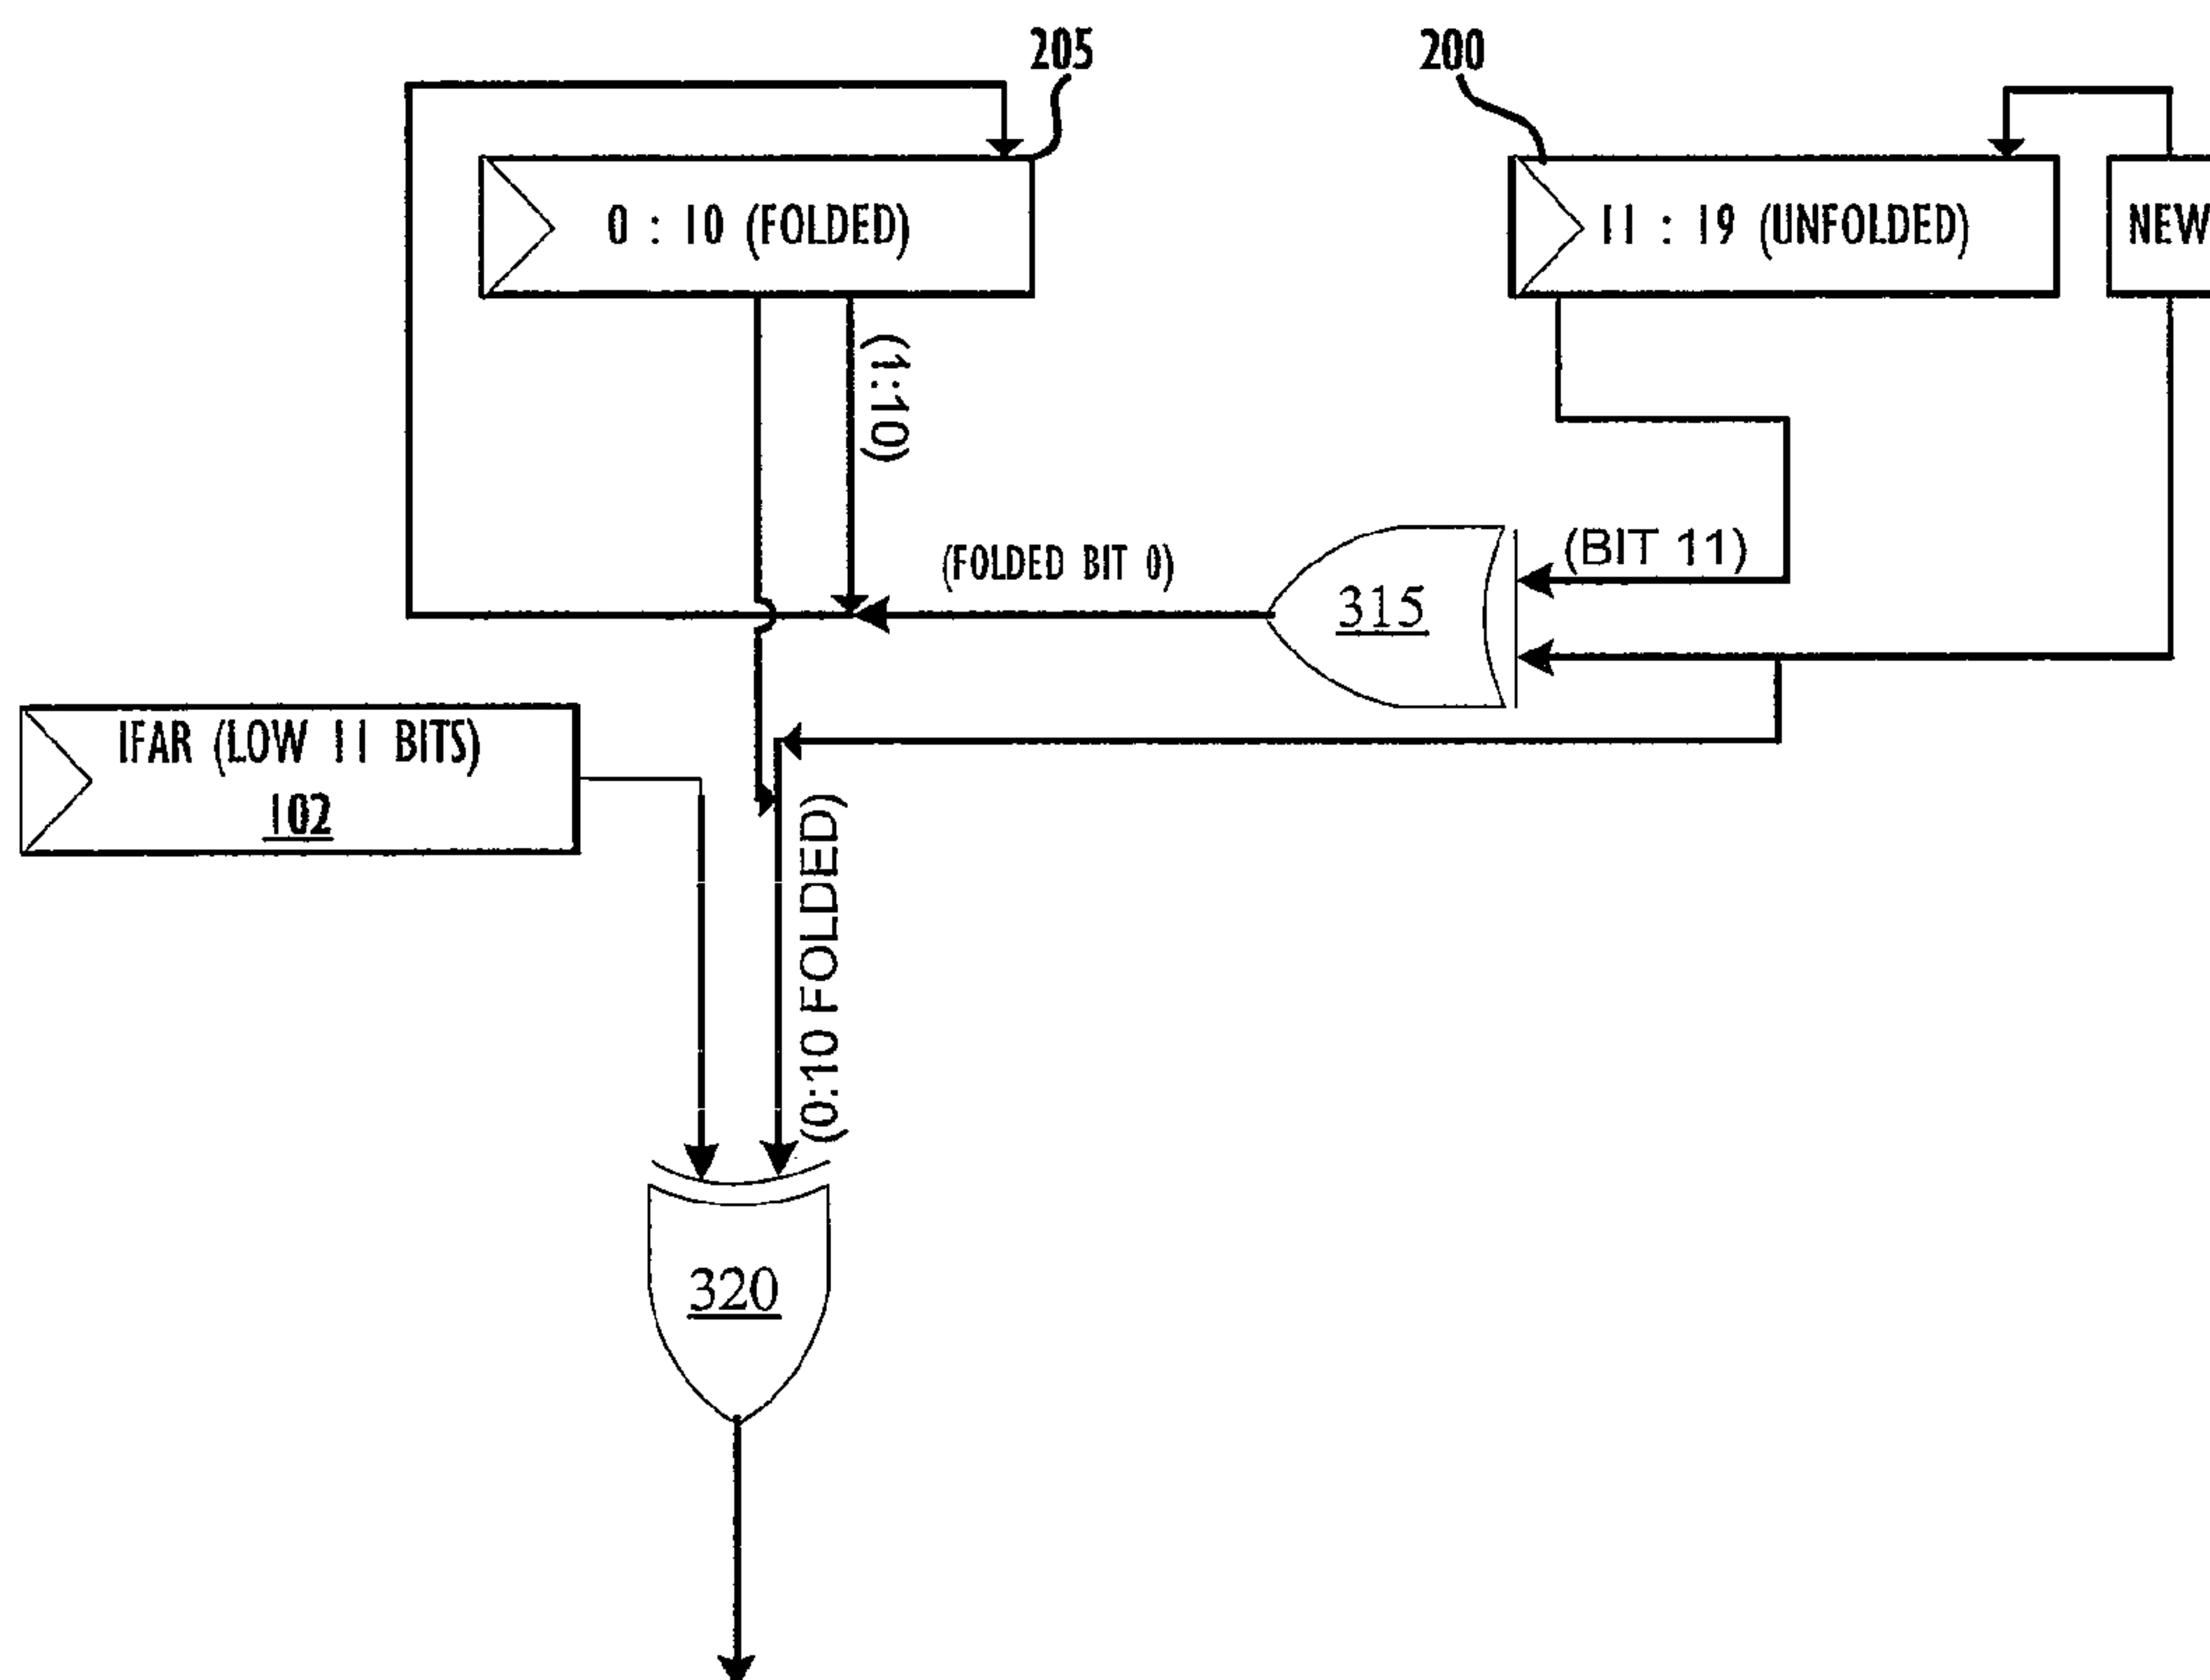 205
200
0 : 10 (FOLDED)
11 : 19 (UNFOLDED)
NEW
(1:10)
(BIT 11)
(FOLDED BIT 0)
315
IFAR (LOW 11 BITS)
102
(0:10 FOLDED)
320